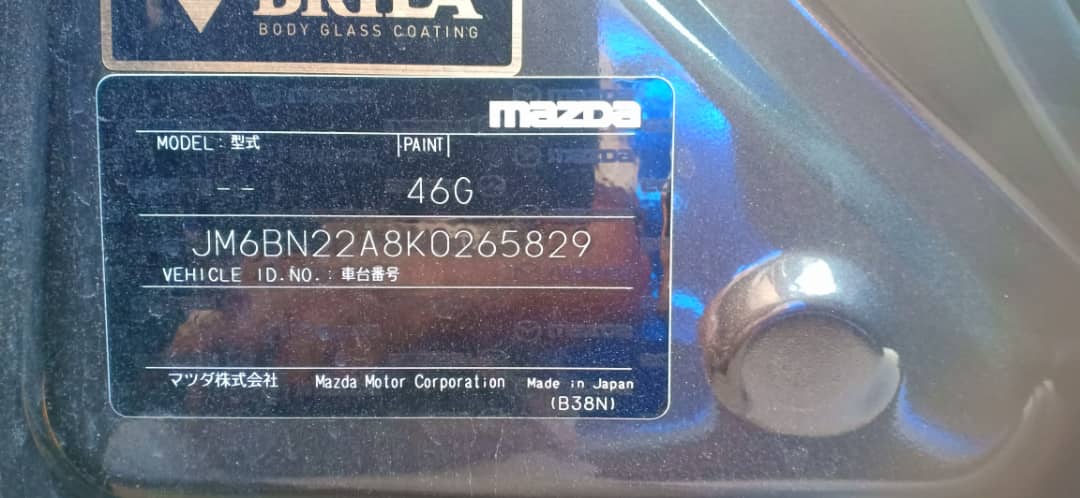 BODY GLASS COATING
mazda
MODEL : 型式 PAINT
-- 46G
JM6BN22A8K0265829
VEHICLE ID.NO. : 車台番号
マツダ株式会社 Mazda Motor Corporation Made in Japan
(B38N)